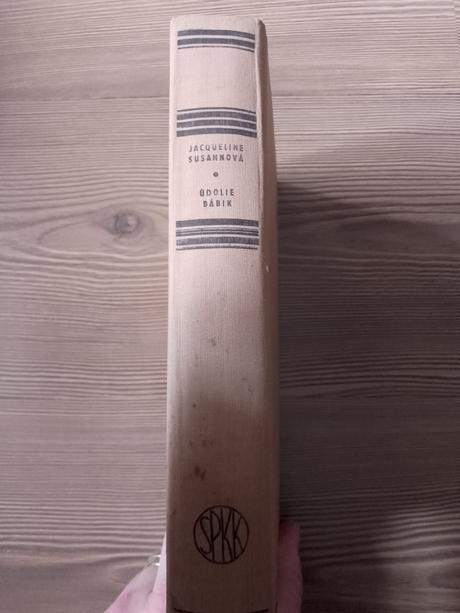 JACQUELINE
SUSANNOVÁ
ÚDOLIE
BÁBIK
SPKK